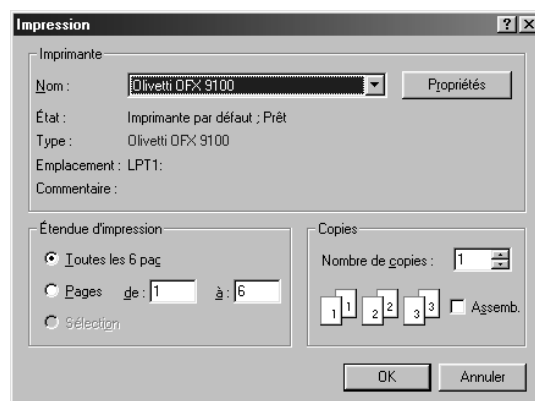 Impression
Imprimante
Nom : Olivetti OFX 9100 Propriétés
État : Imprimante par défaut ; Prêt
Type : Olivetti OFX 9100
Emplacement : LPT1:
Commentaire :
Étendue d'impression
Toutes les 6 pag
Pages de : 1 à : 6
Sélection
Copies
Nombre de copies : 1
1 1 2 2 3 3 Assemb.
OK Annuler